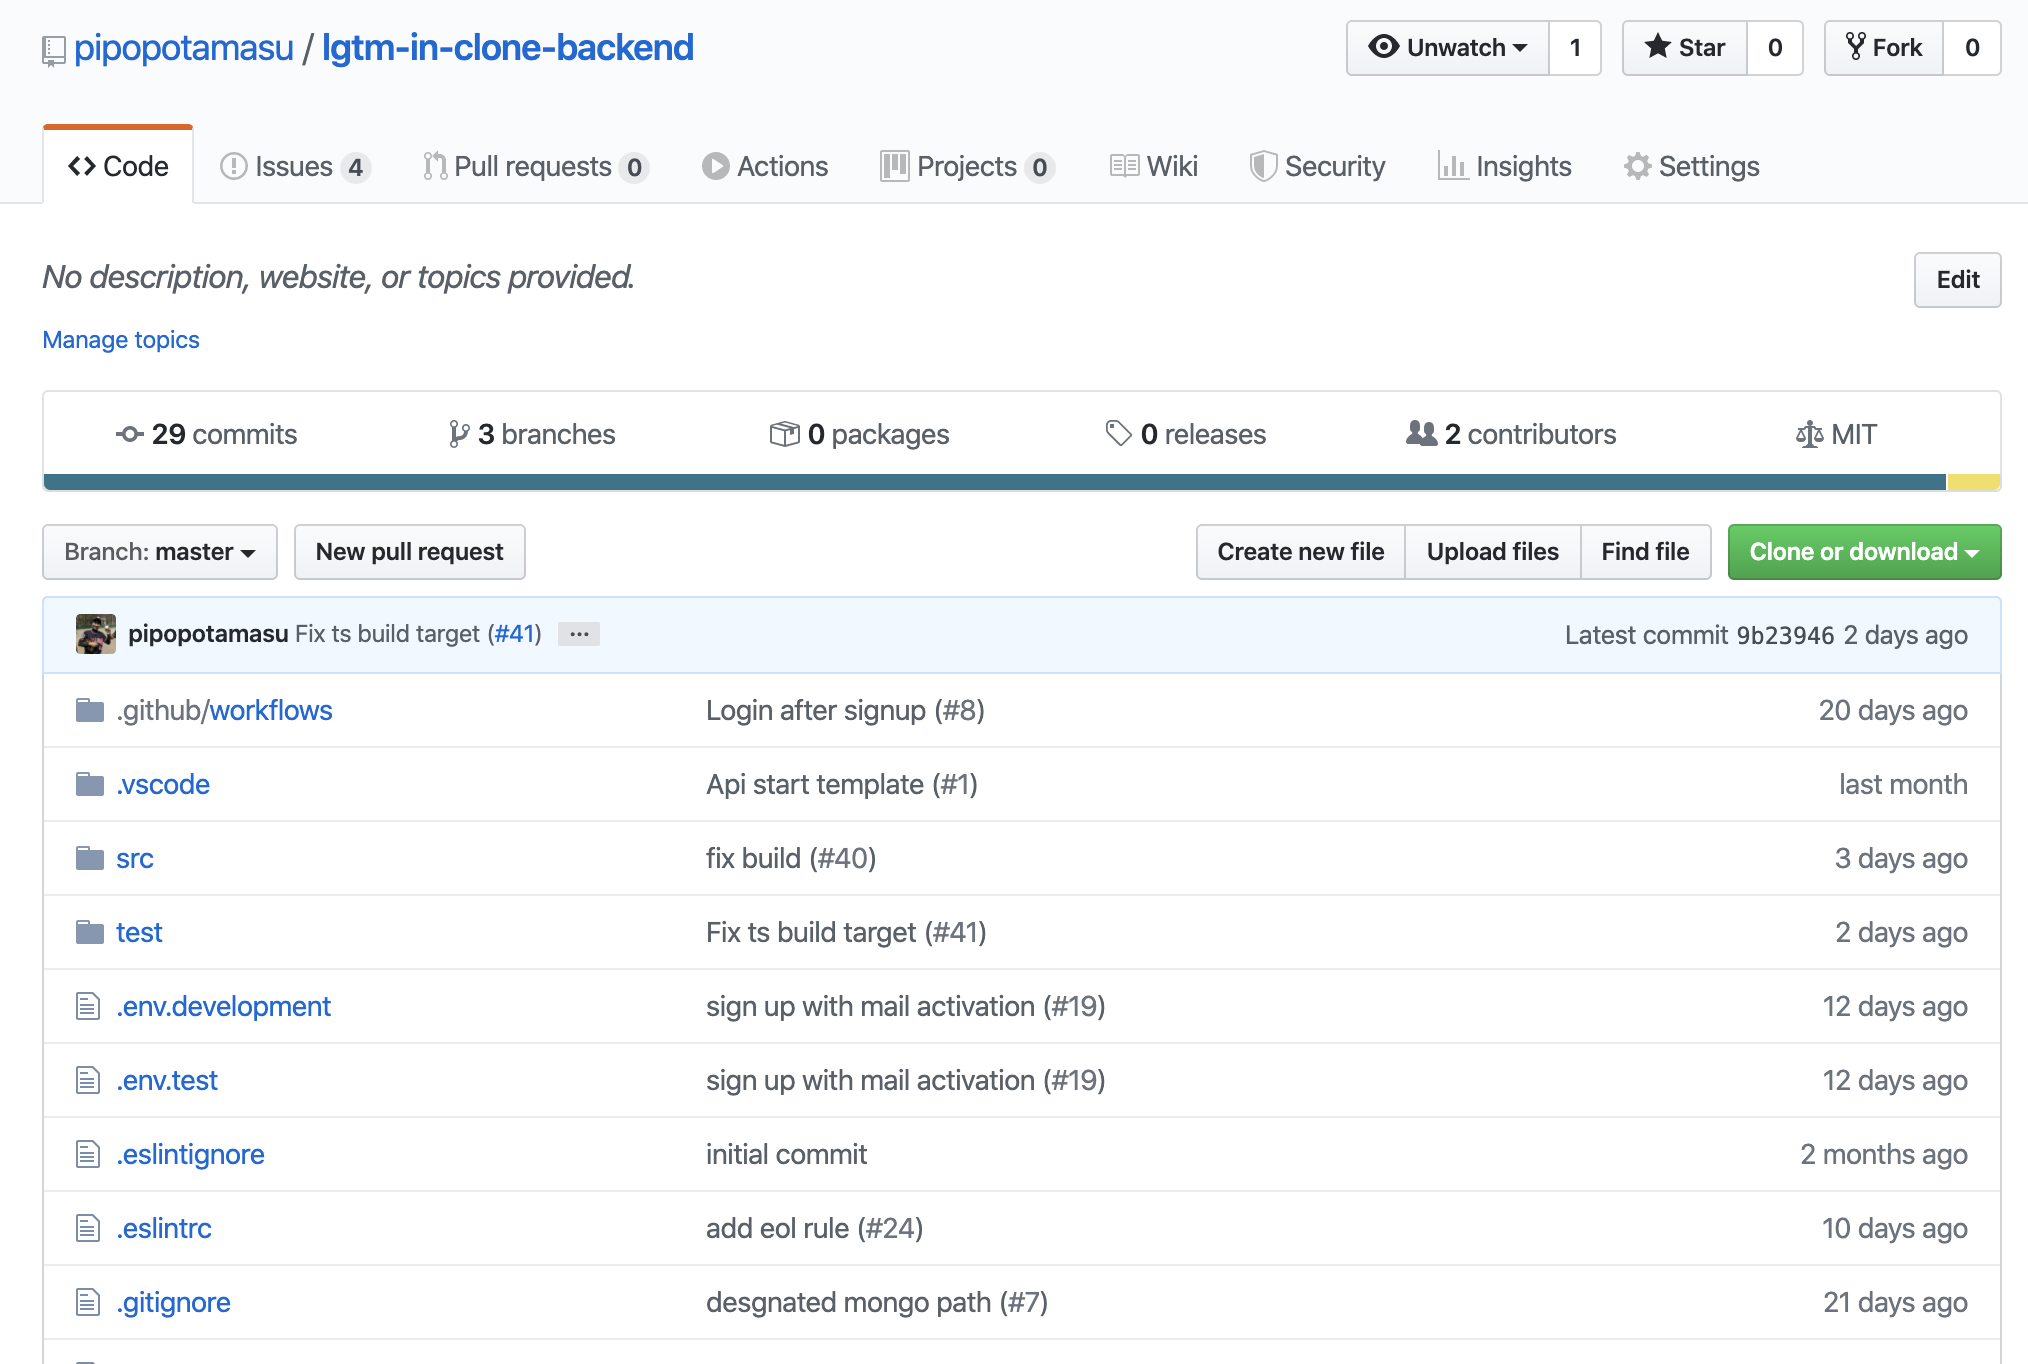 pipopotamasu / lgtm-in-clone-backend
Unwatch 1 Star 0 Fork 0
Code Issues 4 Pull requests 0 Actions Projects 0 Wiki Security Insights Settings
No description, website, or topics provided.
Edit
Manage topics
29 commits 3 branches 0 packages 0 releases 2 contributors MIT
Branch: master New pull request Create new file Upload files Find file Clone or download
pipopotamasu Fix ts build target (#41) ... Latest commit 9b23946 2 days ago
.github/workflows Login after signup (#8) 20 days ago
.vscode Api start template (#1) last month
src fix build (#40) 3 days ago
test Fix ts build target (#41) 2 days ago
.env.development sign up with mail activation (#19) 12 days ago
.env.test sign up with mail activation (#19) 12 days ago
.eslintignore initial commit 2 months ago
.eslintrc add eol rule (#24) 10 days ago
.gitignore desgnated mongo path (#7) 21 days ago